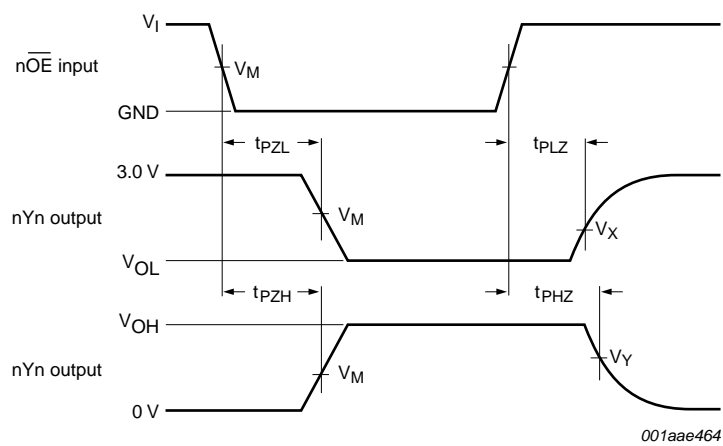 V_I
nO̅E̅ input
V_M
GND
t_PZL
t_PLZ
3.0 V
nYn output
V_M
V_X
V_OL
t_PZH
t_PHZ
V_OH
nYn output
V_M
V_Y
0 V
001aae464